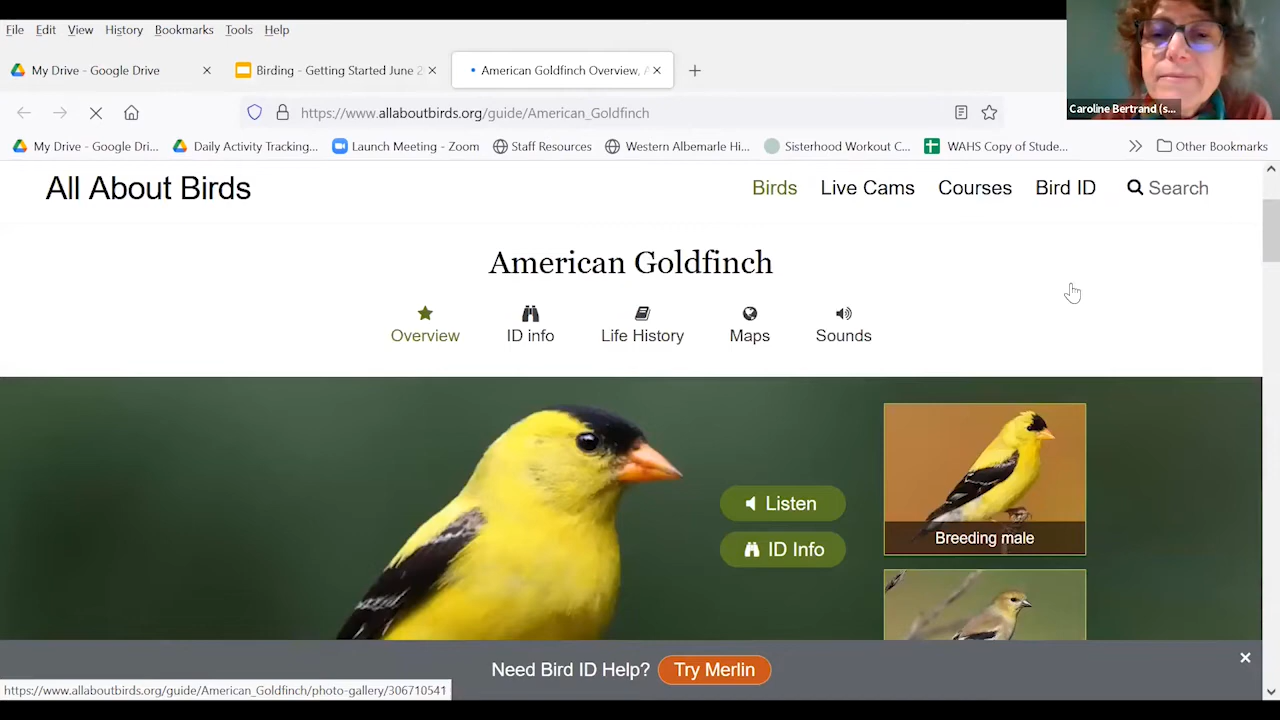 File Edit View History Bookmarks Tools Help
My Drive - Google Drive
Birding - Getting Started June 2
American Goldfinch Overview,
https://www.allaboutbirds.org/guide/American_Goldfinch
Caroline Bertrand (s...
My Drive - Google Dri... Daily Activity Tracking... Launch Meeting - Zoom Staff Resources Western Albemarle Hi... Sisterhood Workout C... WAHS Copy of Stude... Other Bookmarks
All About Birds
Birds Live Cams Courses Bird ID Search
American Goldfinch
Overview ID info Life History Maps Sounds
Listen
ID Info
Breeding male
Need Bird ID Help? Try Merlin
https://www.allaboutbirds.org/guide/American_Goldfinch/photo-gallery/306710541